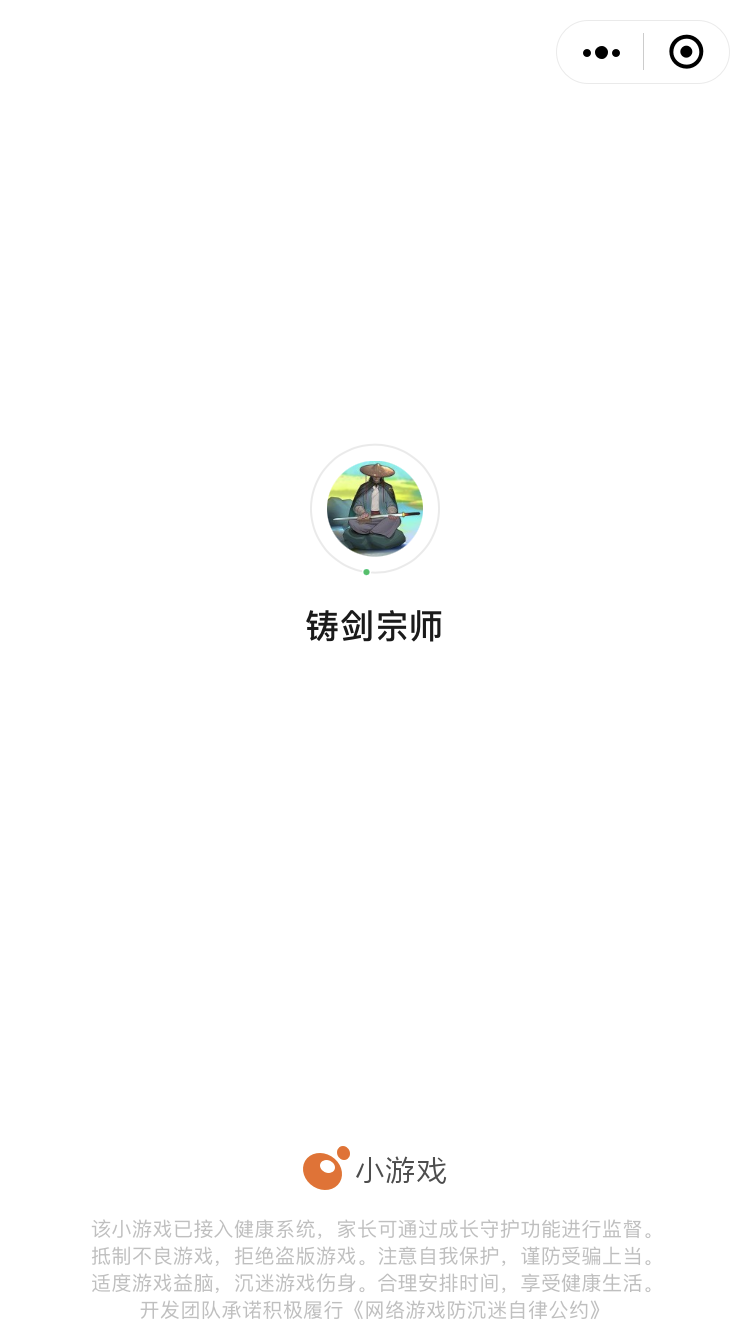 铸剑宗师
小游戏
该小游戏已接入健康系统，家长可通过成长守护功能进行监督。
抵制不良游戏，拒绝盗版游戏。注意自我保护，谨防受骗上当。
适度游戏益脑，沉迷游戏伤身。合理安排时间，享受健康生活。
开发团队承诺积极履行《网络游戏防沉迷自律公约》